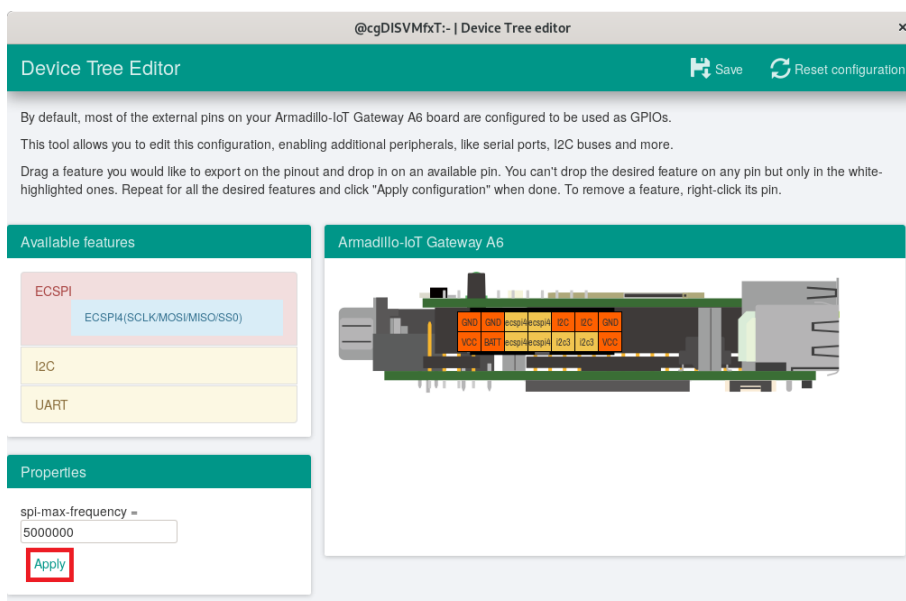 @cgDISVMfxT:- | Device Tree editor
×
Device Tree Editor
Save
Reset configuration
By default, most of the external pins on your Armadillo-IoT Gateway A6 board are configured to be used as GPIOs.
This tool allows you to edit this configuration, enabling additional peripherals, like serial ports, I2C buses and more.
Drag a feature you would like to export on the pinout and drop in on an available pin. You can't drop the desired feature on any pin but only in the white-
highlighted ones. Repeat for all the desired features and click "Apply configuration" when done. To remove a feature, right-click its pin.
Available features
ECSPI
ECSPI4(SCLK/MOSI/MISO/SS0)
I2C
UART
Armadillo-IoT Gateway A6
GND GND ecspi4 ecspi4 I2C I2C GND
VCC BATT ecspi4 ecspi4 i2c3 i2c3 VCC
Properties
spi-max-frequency =
5000000
Apply